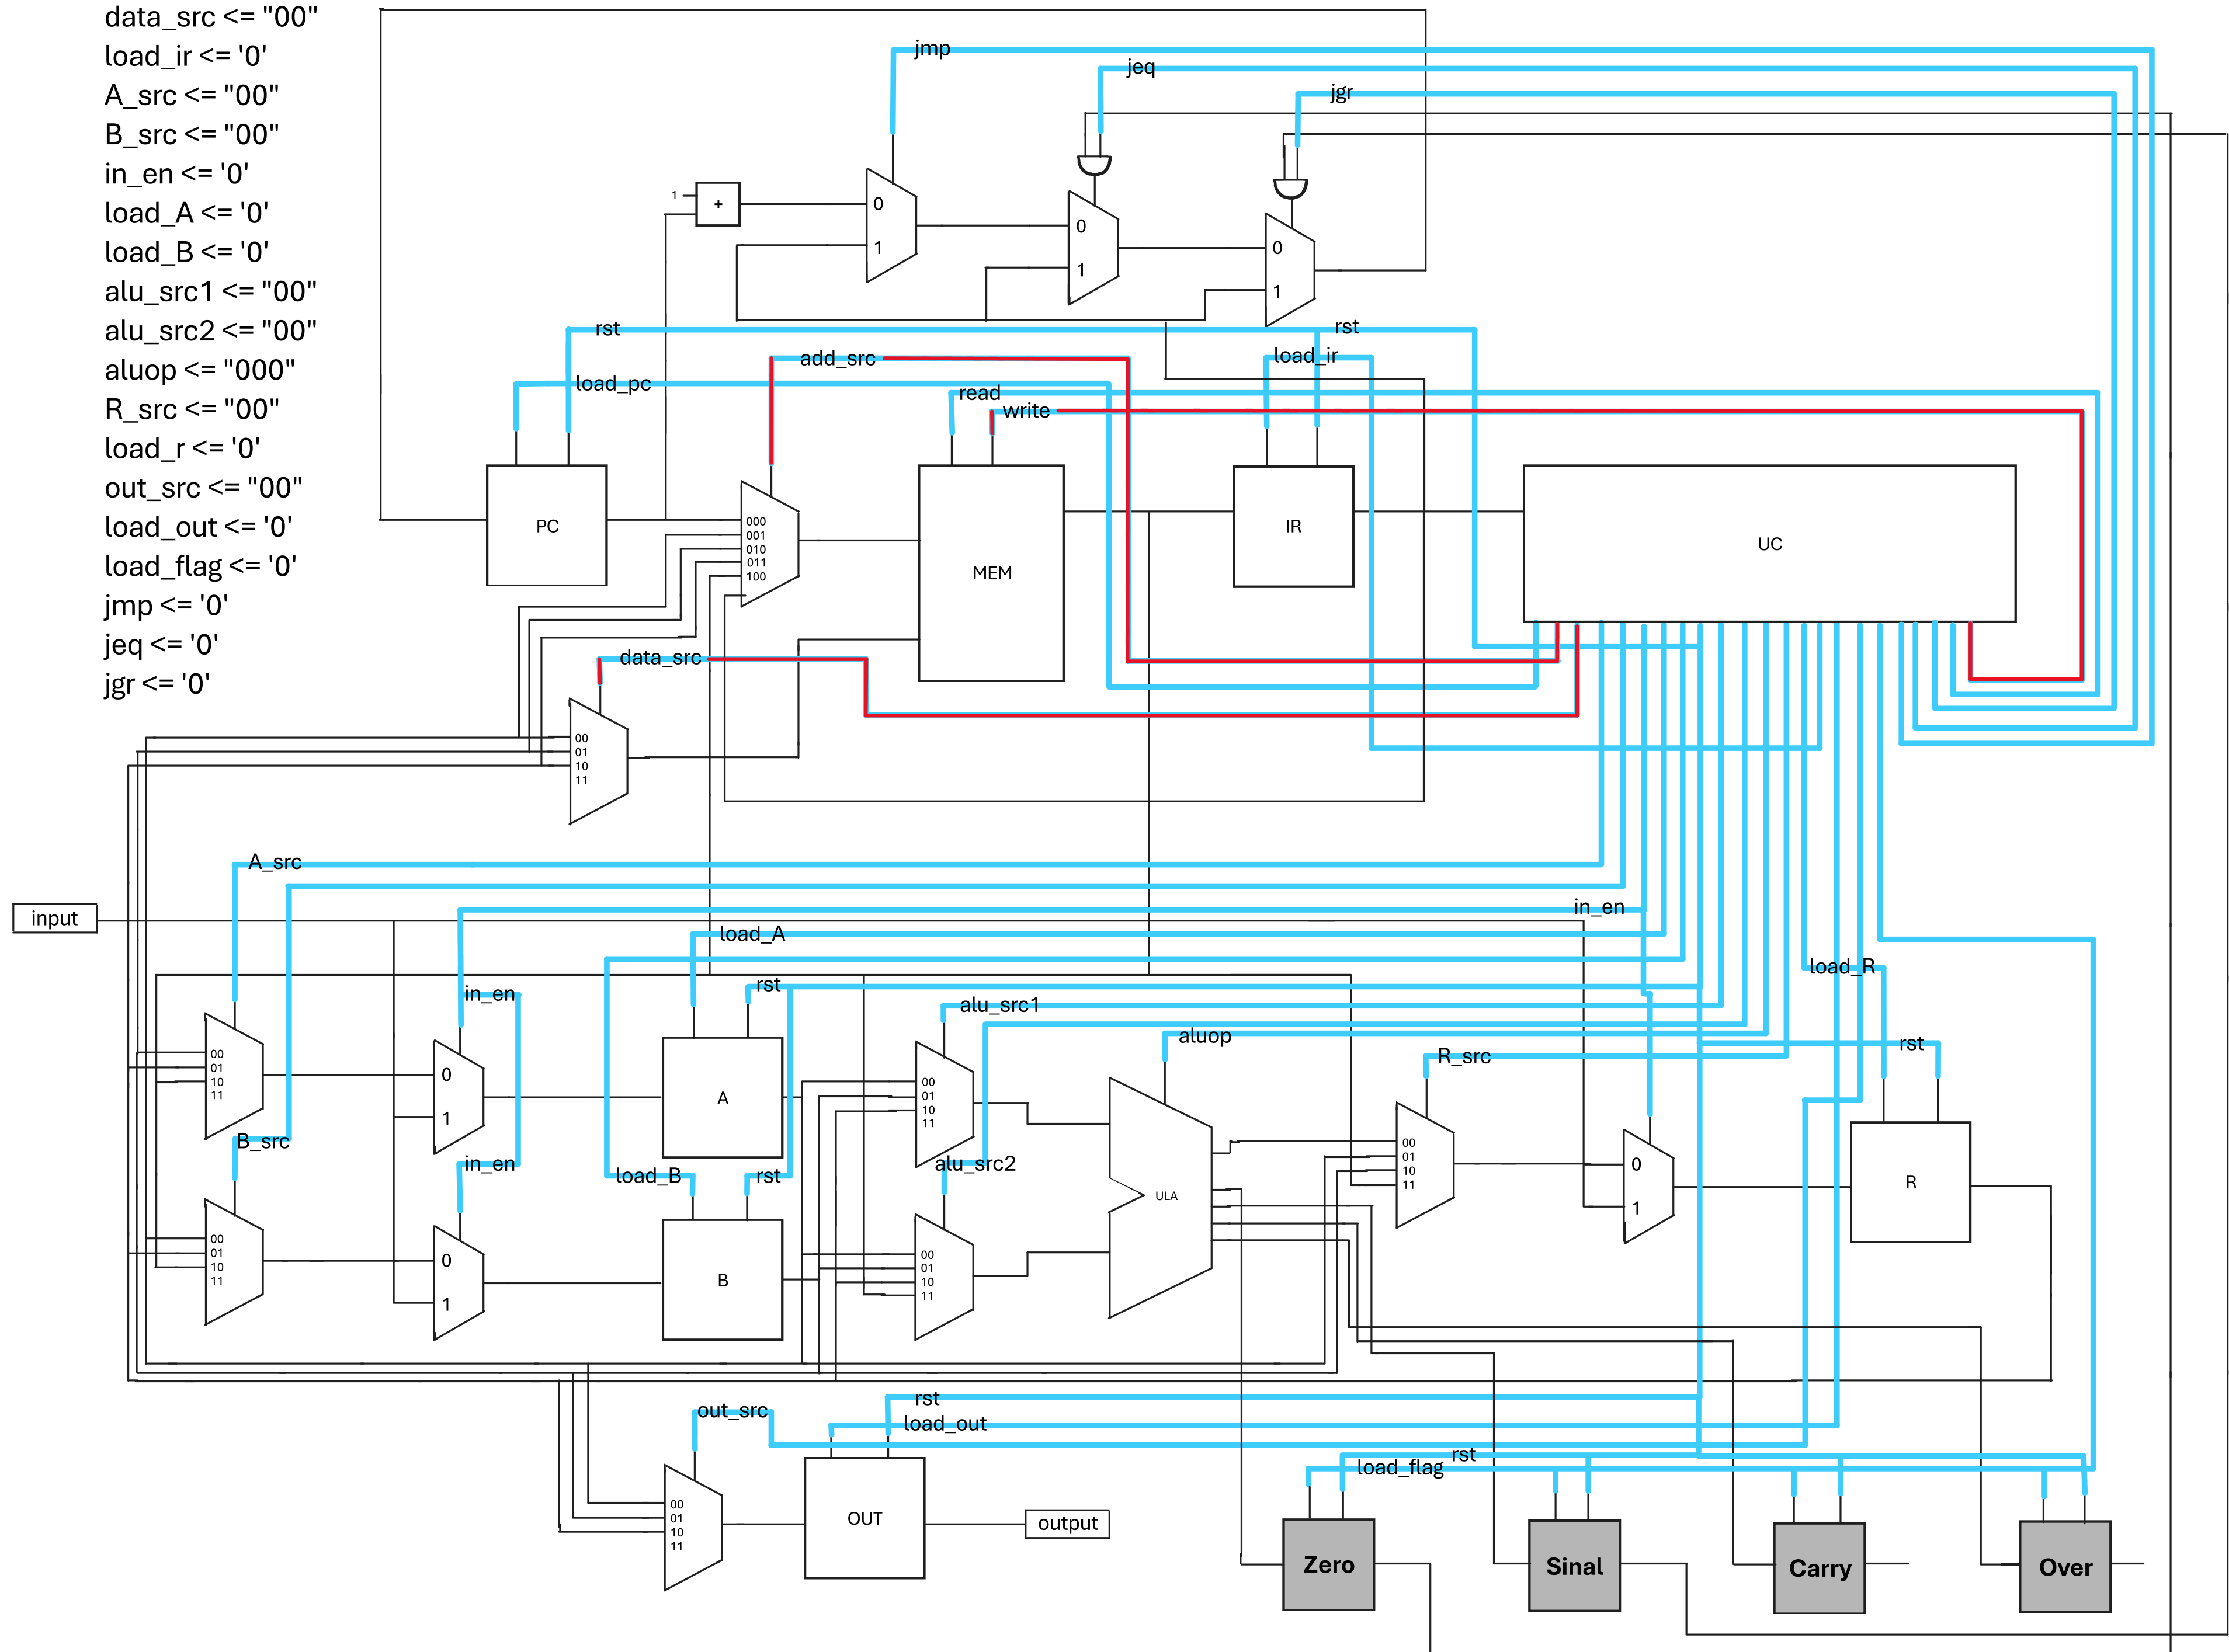 data_src <= "00"
load_ir <= '0'
A_src <= "00"
B_src <= "00"
in_en <= '0'
load_A <= '0'
load_B <= '0'
alu_src1 <= "00"
alu_src2 <= "00"
aluop <= "000"
R_src <= "00"
load_r <= '0'
out_src <= "00"
load_out <= '0'
load_flag <= '0'
jmp <= '0'
jeq <= '0'
jgr <= '0'
jmp
jeq
jgr
1
+
0
1
0
1
0
1
rst
rst
add_src
load_ir
load_pc
read
write
PC
000
001
010
011
100
MEM
IR
UC
data_src
00
01
10
11
A_src
input
in_en
load_A
load_R
in_en
rst
alu_src1
aluop
rst
R_src
00
01
10
11
0
1
A
00
01
10
11
B_src
in_en
load_B
rst
alu_src2
ULA
00
01
10
11
0
1
R
00
01
10
11
0
1
B
00
01
10
11
rst
out_src
load_out
rst
load_flag
00
01
10
11
OUT
output
Zero
Sinal
Carry
Over